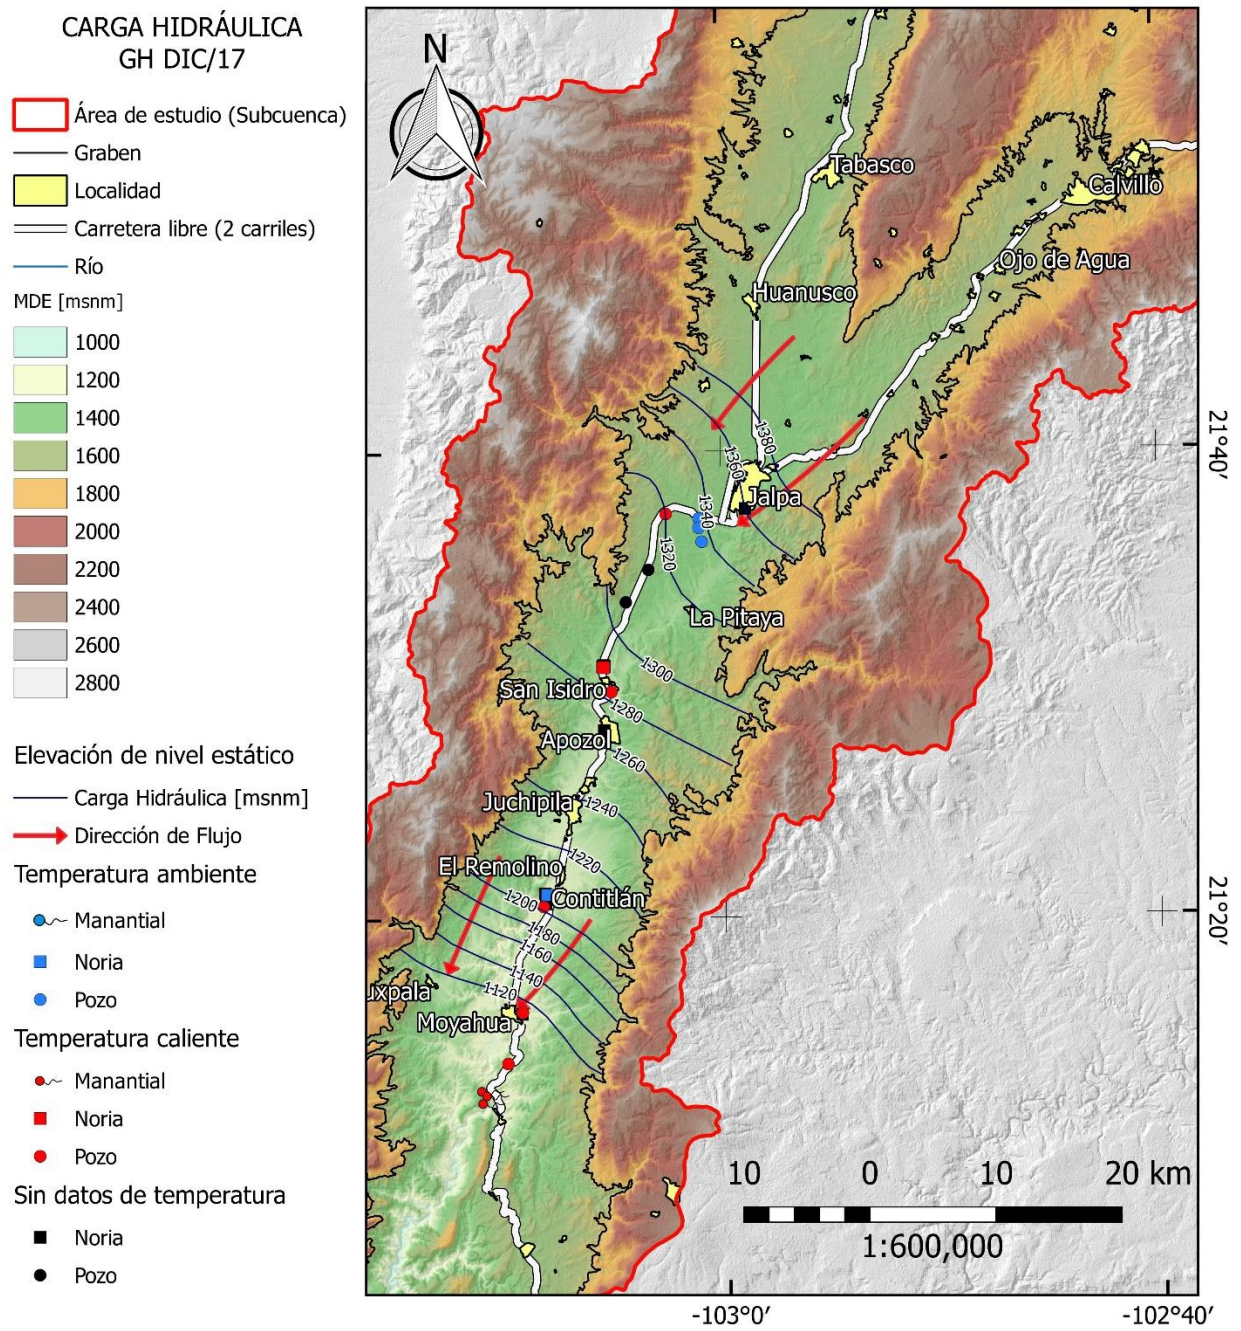 CARGA HIDRÁULICA
GH DIC/17
Área de estudio (Subcuenca)
Graben
Localidad
Carretera libre (2 carriles)
Río
MDE [msnm]
1000
1200
1400
1600
1800
2000
2200
2400
2600
2800
Elevación de nivel estático
Carga Hidráulica [msnm]
Dirección de Flujo
Temperatura ambiente
Manantial
Noria
Pozo
Temperatura caliente
Manantial
Noria
Pozo
Sin datos de temperatura
Noria
Pozo
N
Tabasco
Calvillo
Ojo de Agua
Huanusco
1380
1360
Jalpa
1340
1320
La Pitaya
1300
San Isidro
1280
Apozol
1260
Juchipila
1240
1220
El Remolino
1200
Contitlán
1180
1160
1140
1120
uxpala
Moyahua
21°40'
21°20'
10 0 10 20 km
1:600,000
-103°0'
-102°40'